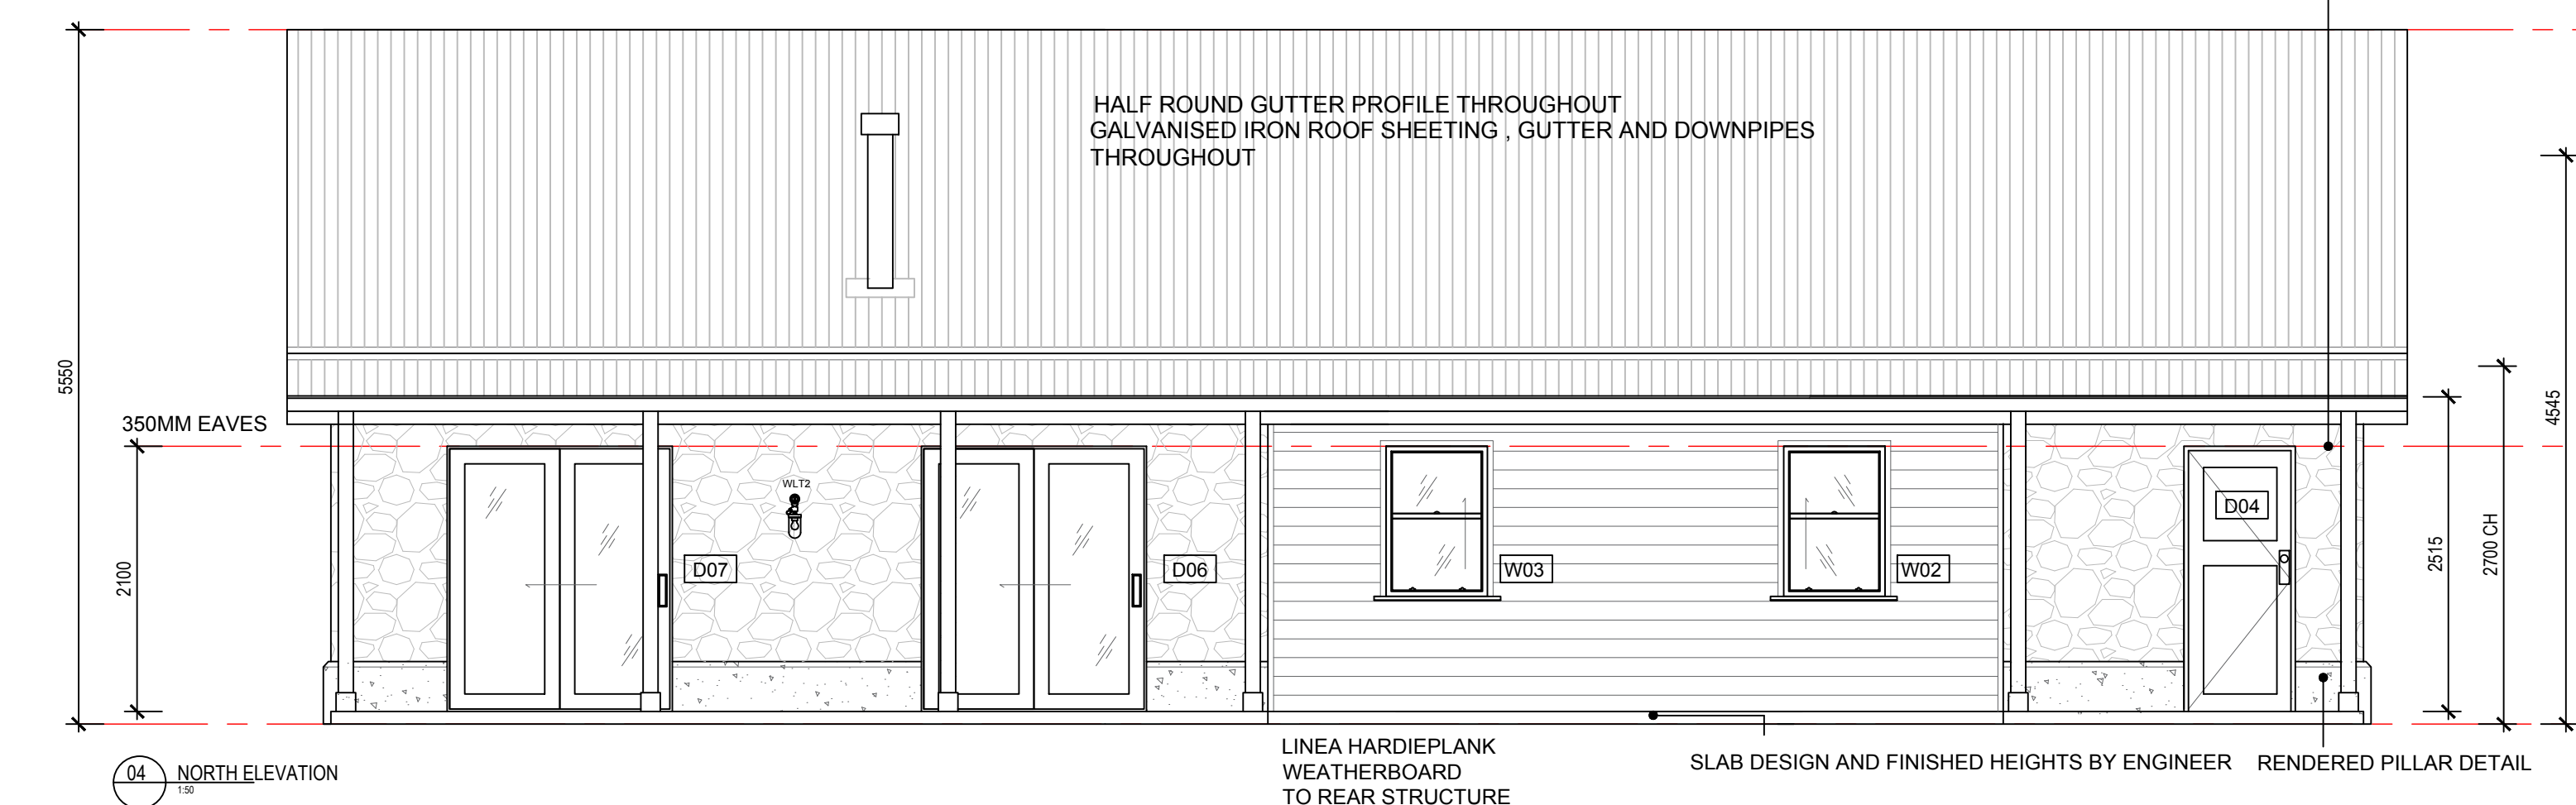 HALF ROUND GUTTER PROFILE THROUGHOUT
GALVANISED IRON ROOF SHEETING , GUTTER AND DOWNPIPES
THROUGHOUT
5550
350MM EAVES
2100
WLT2
D07
D06
W03
W02
D04
2515
2700 CH
4545
LINEA HARDIEPLANK
WEATHERBOARD
TO REAR STRUCTURE
SLAB DESIGN AND FINISHED HEIGHTS BY ENGINEER
RENDERED PILLAR DETAIL
04
NORTH ELEVATION
1:50